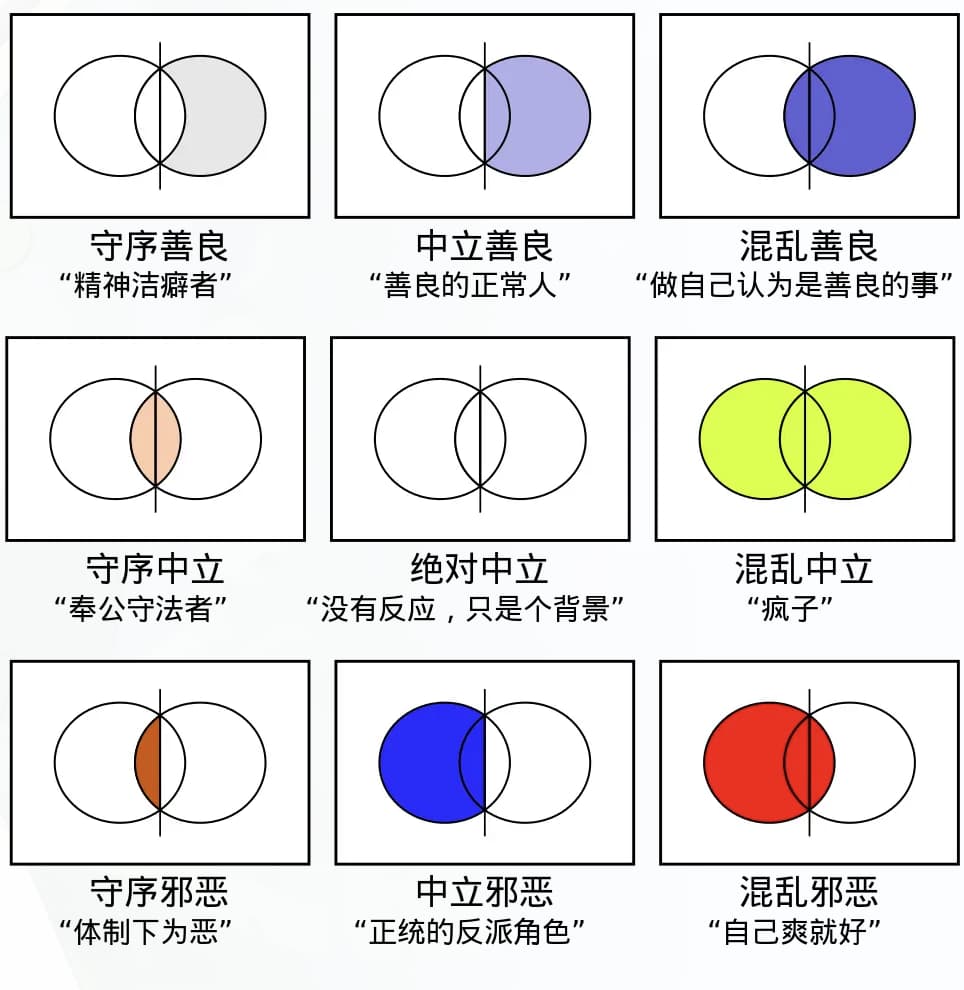 守序善良
“精神洁癖者”
中立善良
“善良的正常人”
混乱善良
“做自己认为是善良的事”
守序中立
“奉公守法者”
绝对中立
“没有反应，只是个背景”
混乱中立
“疯子”
守序邪恶
“体制下为恶”
中立邪恶
“正统的反派角色”
混乱邪恶
“自己爽就好”